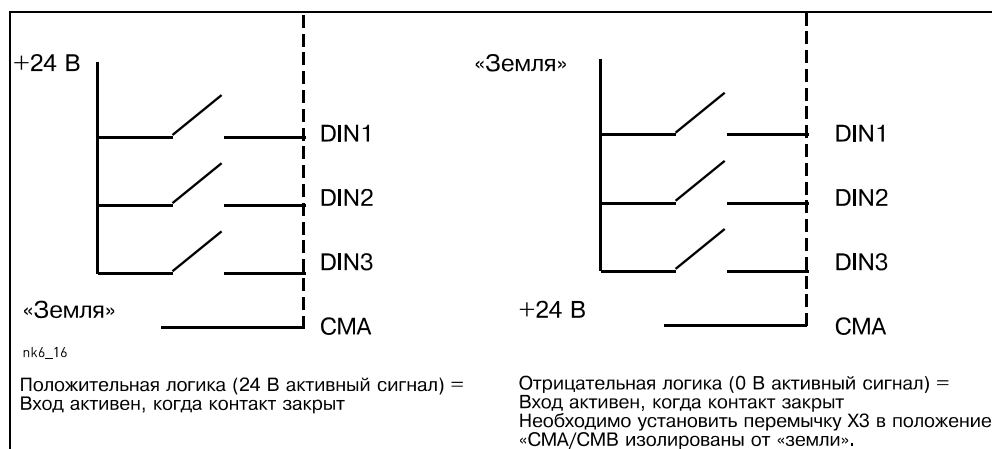 +24 В
DIN1
DIN2
DIN3
«Земля»
CMA
nk6_16
Положительная логика (24 В активный сигнал) =
Вход активен, когда контакт закрыт
«Земля»
DIN1
DIN2
DIN3
+24 В
CMA
Отрицательная логика (0 В активный сигнал) =
Вход активен, когда контакт закрыт
Необходимо установить перемычку X3 в положение
«СМА/СМВ изолированы от «земли».